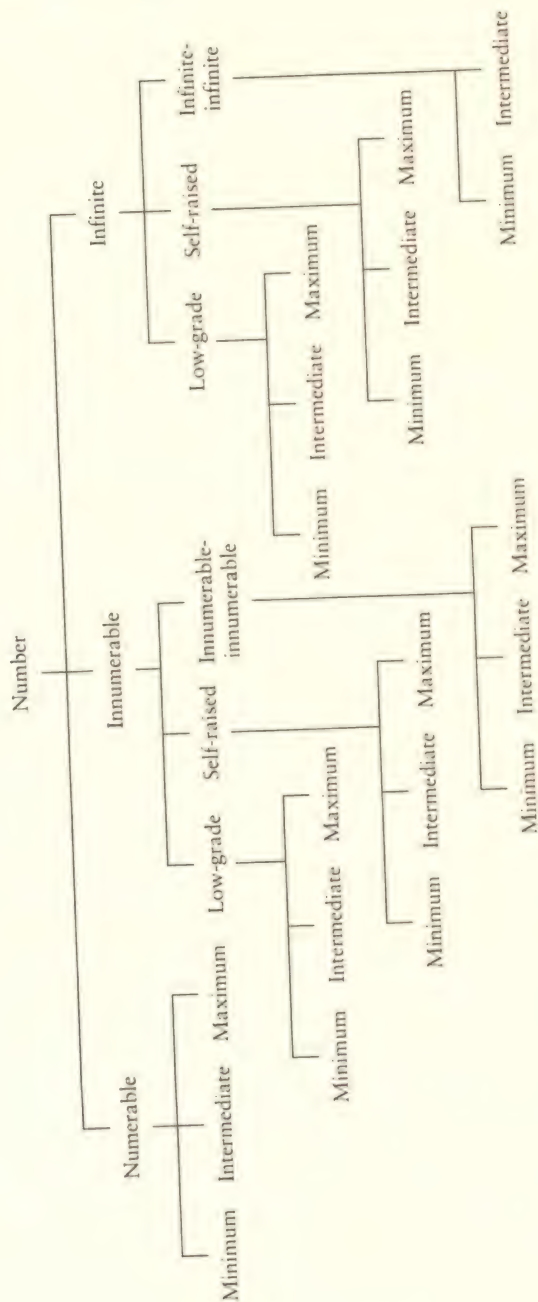 Number
Numerable Innumerable Infinite
Minimum Intermediate Maximum
Low-grade Self-raised Innumerable-
innumerable
Low-grade Self-raised Infinite-
infinite
Minimum Intermediate Maximum
Minimum Intermediate Maximum
Minimum Intermediate Maximum
Minimum Intermediate Maximum
Minimum Intermediate Maximum
Minimum Intermediate